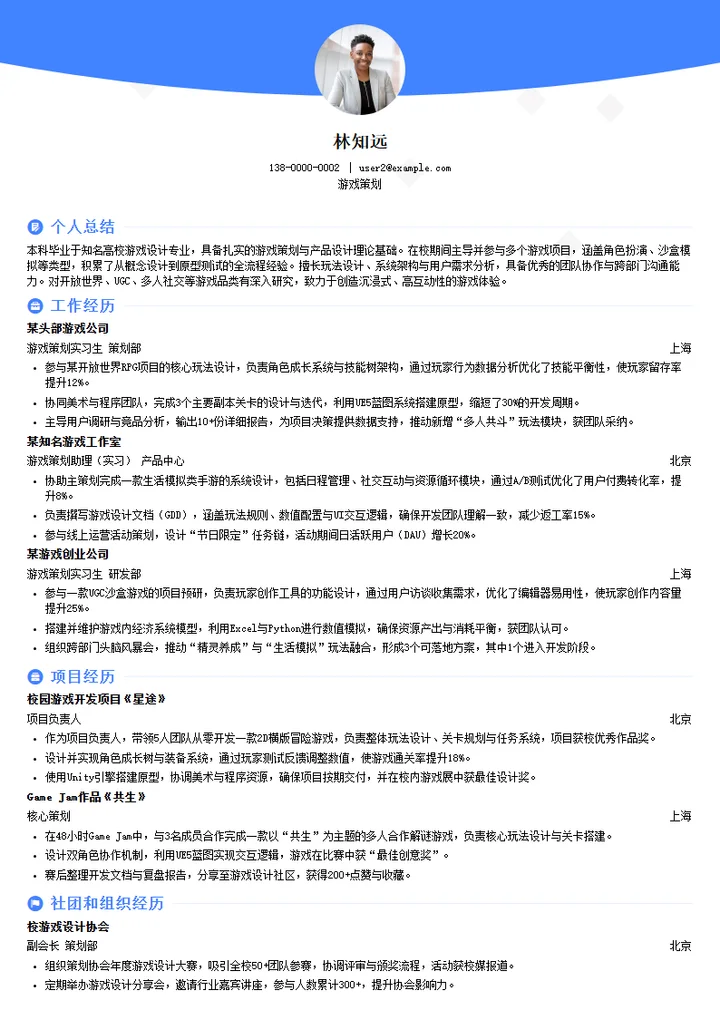 林知远
138-0000-0002 | user2@example.com
游戏策划
个人总结
本科毕业于知名高校游戏设计专业，具备扎实的游戏策划与产品设计理论基础。在校期间主导并参与多个游戏项目，涵盖角色扮演、沙盒模
拟等类型，积累了从概念设计到原型测试的全流程经验。擅长玩法设计、系统架构与用户需求分析，具备优秀的团队协作与跨部门沟通能
力。对开放世界、UGC、多人社交等游戏品类有深入研究，致力于创造沉浸式、高互动性的游戏体验。
工作经历
某头部游戏公司
游戏策划实习生 策划部 上海
• 参与某开放世界RPG项目的核心玩法设计，负责角色成长系统与技能树架构，通过玩家行为数据分析优化了技能平衡性，使玩家留存率
提升12%。
• 协同美术与程序团队，完成3个主要副本关卡的设计与迭代，利用UE5蓝图系统搭建原型，缩短了30%的开发周期。
• 主导用户调研与竞品分析，输出10+份详细报告，为项目决策提供数据支持，推动新增“多人共斗”玩法模块，获团队采纳。
某知名游戏工作室
游戏策划助理（实习） 产品中心 北京
• 协助主策划完成一款生活模拟类手游的系统设计，包括日程管理、社交互动与资源循环模块，通过A/B测试优化了用户付费转化率，提
升8%。
• 负责撰写游戏设计文档（GDD），涵盖玩法规则、数值配置与UI交互逻辑，确保开发团队理解一致，减少返工率15%。
• 参与线上运营活动策划，设计“节日限定”任务链，活动期间日活跃用户（DAU）增长20%。
某游戏创业公司
游戏策划实习生 研发部 上海
• 参与一款UGC沙盒游戏的项目预研，负责玩家创作工具的功能设计，通过用户访谈收集需求，优化了编辑器易用性，使玩家创作内容量
提升25%。
• 搭建并维护游戏内经济系统模型，利用Excel与Python进行数值模拟，确保资源产出与消耗平衡，获团队认可。
• 组织跨部门头脑风暴会，推动“精灵养成”与“生活模拟”玩法融合，形成3个可落地方案，其中1个进入开发阶段。
项目经历
校园游戏开发项目《星途》
项目负责人 北京
• 作为项目负责人，带领5人团队从零开发一款2D横版冒险游戏，负责整体玩法设计、关卡规划与任务系统，项目获校优秀作品奖。
• 设计并实现角色成长树与装备系统，通过玩家测试反馈调整数值，使游戏通关率提升18%。
• 使用Unity引擎搭建原型，协调美术与程序资源，确保项目按期交付，并在校内游戏展中获最佳设计奖。
Game Jam作品《共生》
核心策划 上海
• 在48小时Game Jam中，与3名成员合作完成一款以“共生”为主题的多人合作解谜游戏，负责核心玩法设计与关卡搭建。
• 设计双角色协作机制，利用UE5蓝图实现交互逻辑，游戏在比赛中获“最佳创意奖”。
• 赛后整理开发文档与复盘报告，分享至游戏设计社区，获得200+点赞与收藏。
社团和组织经历
校游戏设计协会
副会长 策划部 北京
• 组织策划协会年度游戏设计大赛，吸引全校50+团队参赛，协调评审与颁奖流程，活动获校媒报道。
• 定期举办游戏设计分享会，邀请行业嘉宾讲座，参与人数累计300+，提升协会影响力。